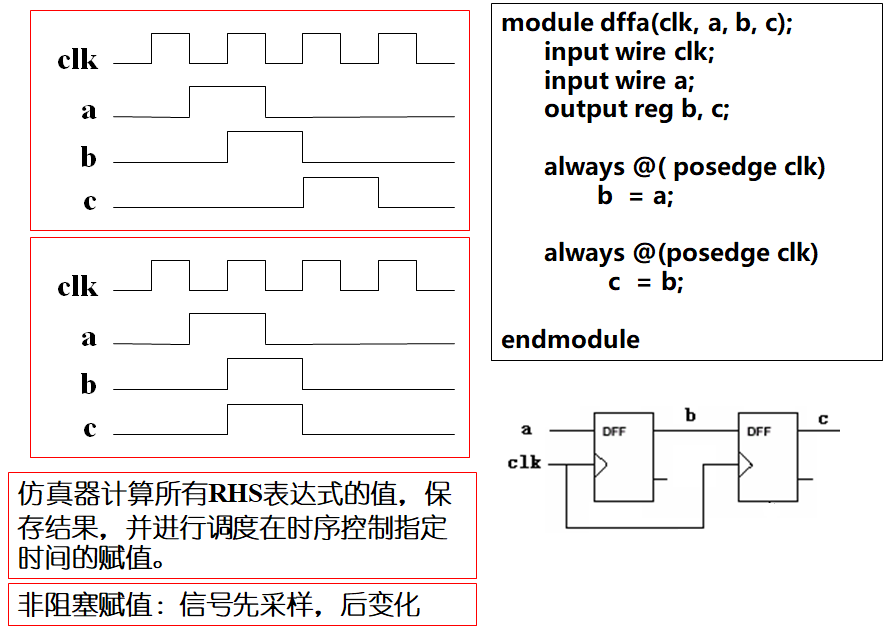 clk
a
b
c
clk
a
b
c
仿真器计算所有RHS表达式的值，保
存结果，并进行调度在时序控制指定
时间的赋值。
非阻塞赋值：信号先采样，后变化
module dffa(clk, a, b, c);
input wire clk;
input wire a;
output reg b, c;
always @( posedge clk)
b  = a;
always @(posedge clk)
c  = b;
endmodule
a DFF b DFF c
clk